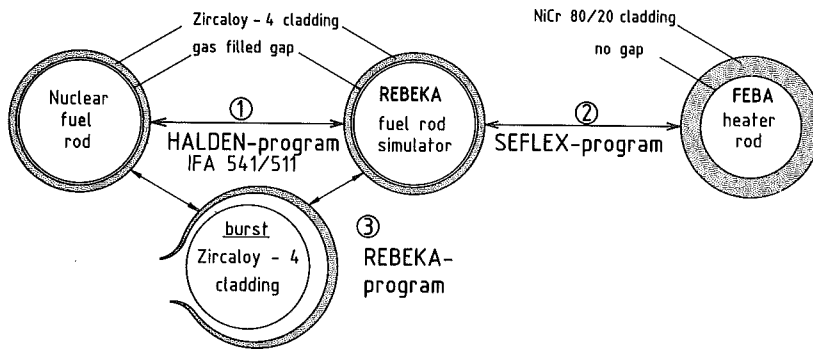 Zircaloy - 4 cladding
gas filled gap
NiCr 80/20 cladding
no gap
Nuclear
fuel
rod
①
HALDEN-program
IFA 541/511
REBEKA
fuel rod
simulator
②
SEFLEX-program
FEBA
heater
rod
burst
Zircaloy - 4
cladding
③
REBEKA-
program